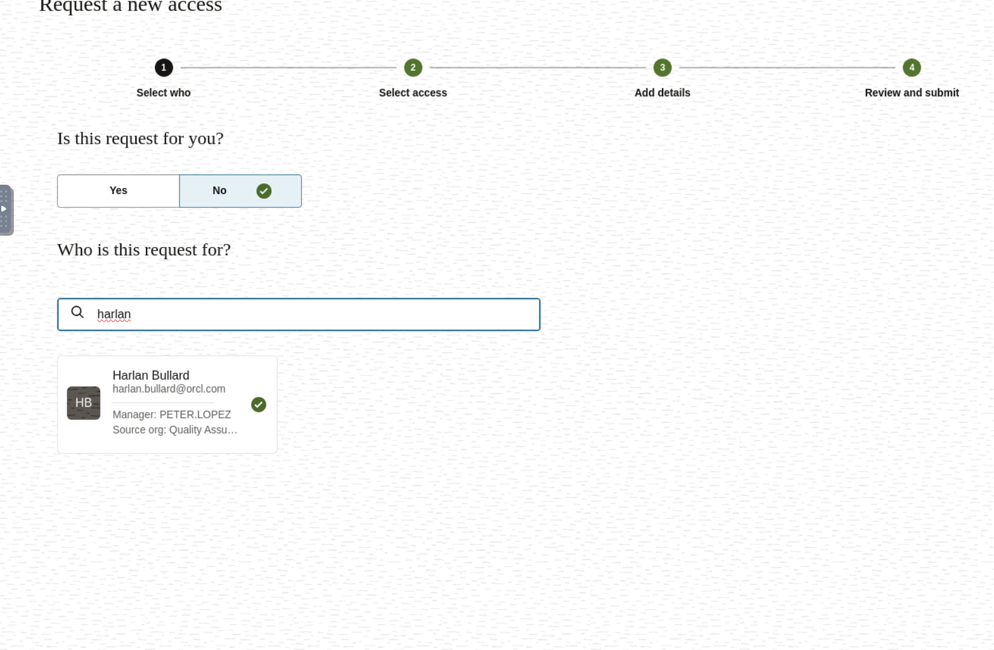 Request a new access
1
2
3
4
Select who
Select access
Add details
Review and submit
Is this request for you?
Yes
No
Who is this request for?
harlan
HB
Harlan Bullard
harlan.bullard@orcl.com
Manager: PETER.LOPEZ
Source org: Quality Assu…